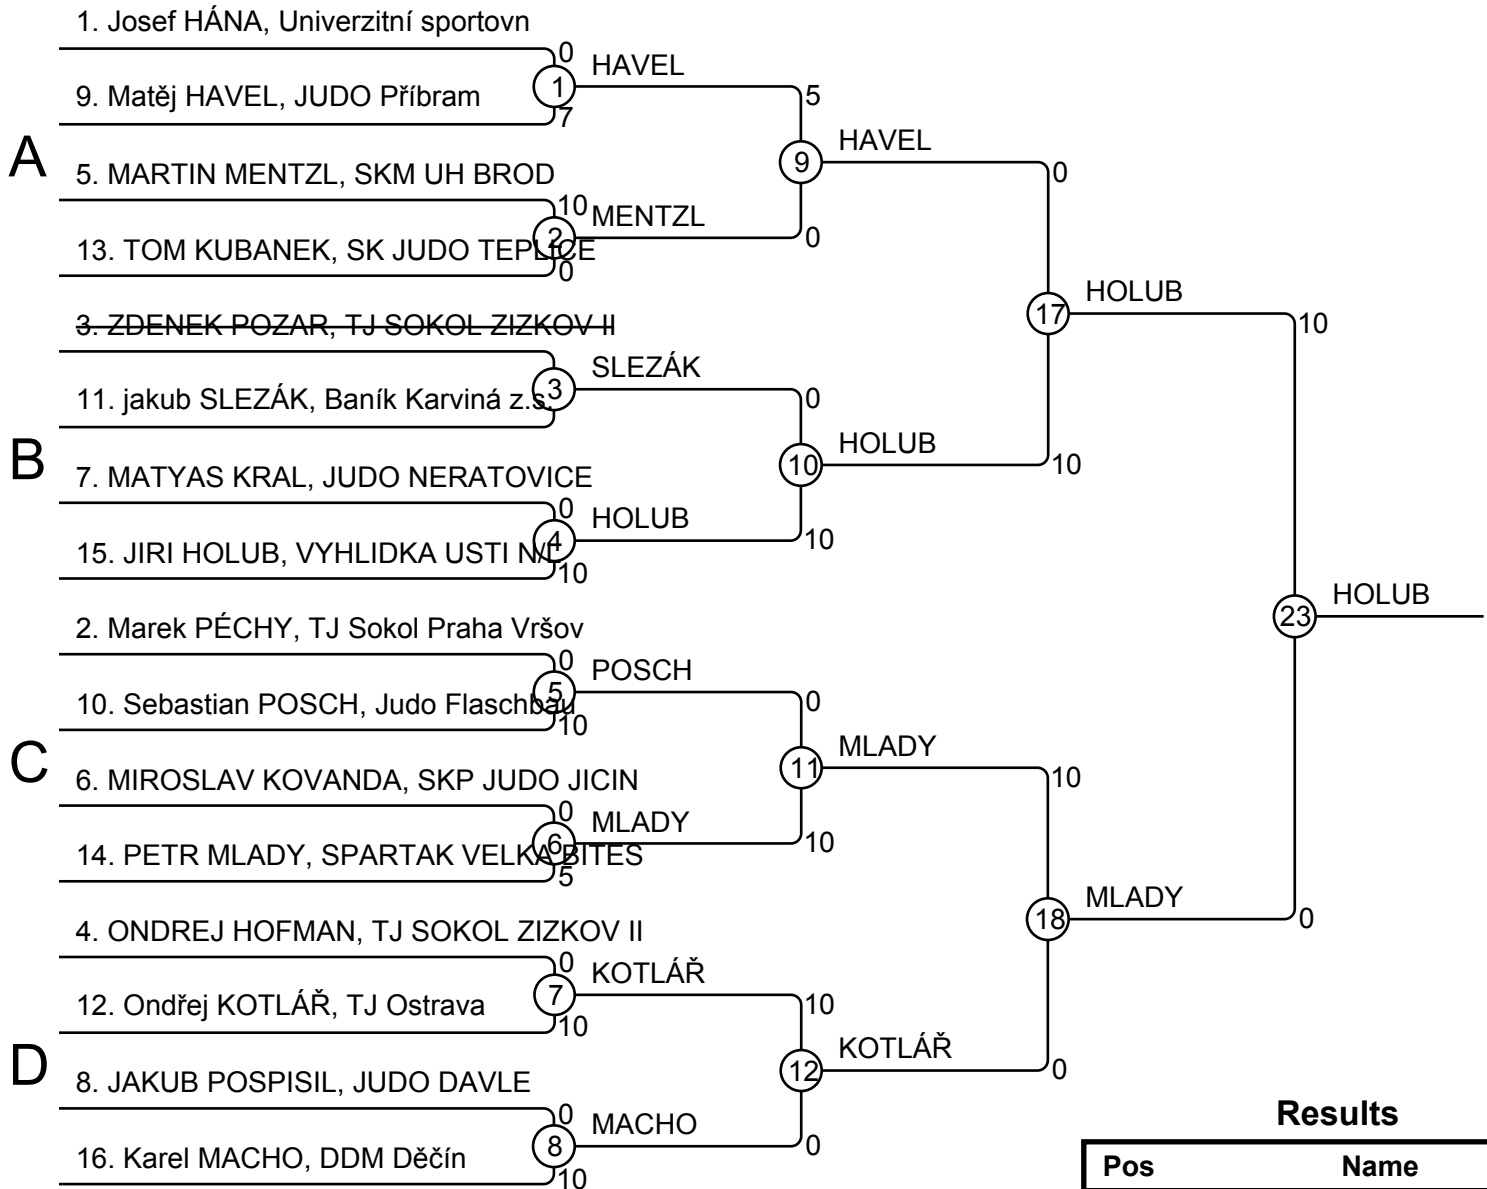 1. Josef HÁNA, Univerzitní sportovn
0
1
HAVEL
9. Matěj HAVEL, JUDO Příbram
7
5
A
9
HAVEL
5. MARTIN MENTZL, SKM UH BROD
10
2
MENTZL
0
13. TOM KUBANEK, SK JUDO TEPLICE
0
0
17
HOLUB
3. ZDENEK POZAR, TJ SOKOL ZIZKOV II
3
SLEZÁK
11. jakub SLEZÁK, Baník Karviná z.s.
0
B
10
HOLUB
10
7. MATYAS KRAL, JUDO NERATOVICE
0
4
HOLUB
10
15. JIRI HOLUB, VYHLIDKA USTI N/L
10
10
23
HOLUB
2. Marek PÉCHY, TJ Sokol Praha Vršov
0
5
POSCH
10. Sebastian POSCH, Judo Flaschbau
10
0
C
11
MLADY
6. MIROSLAV KOVANDA, SKP JUDO JICIN
0
6
MLADY
10
14. PETR MLADY, SPARTAK VELKA BITES
5
10
18
MLADY
0
4. ONDREJ HOFMAN, TJ SOKOL ZIZKOV II
0
7
KOTLÁŘ
12. Ondřej KOTLÁŘ, TJ Ostrava
10
10
D
12
KOTLÁŘ
0
8. JAKUB POSPISIL, JUDO DAVLE
0
8
MACHO
0
16. Karel MACHO, DDM Děčín
10
Results
Pos Name